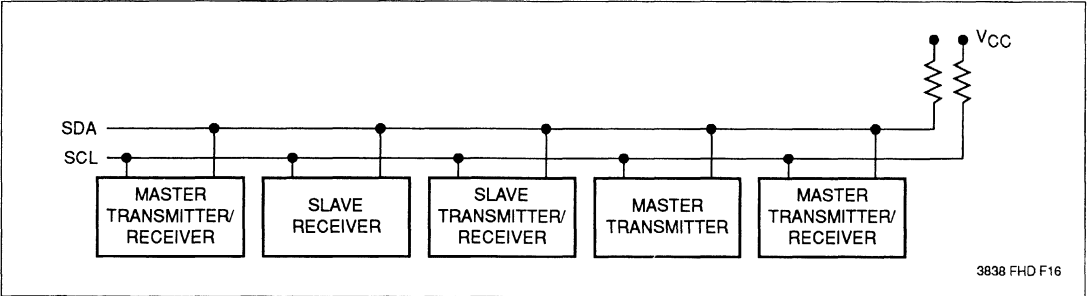 VCC
SDA
SCL
MASTER
TRANSMITTER/
RECEIVER
SLAVE
RECEIVER
SLAVE
TRANSMITTER/
RECEIVER
MASTER
TRANSMITTER
MASTER
TRANSMITTER/
RECEIVER
3838 FHD F16